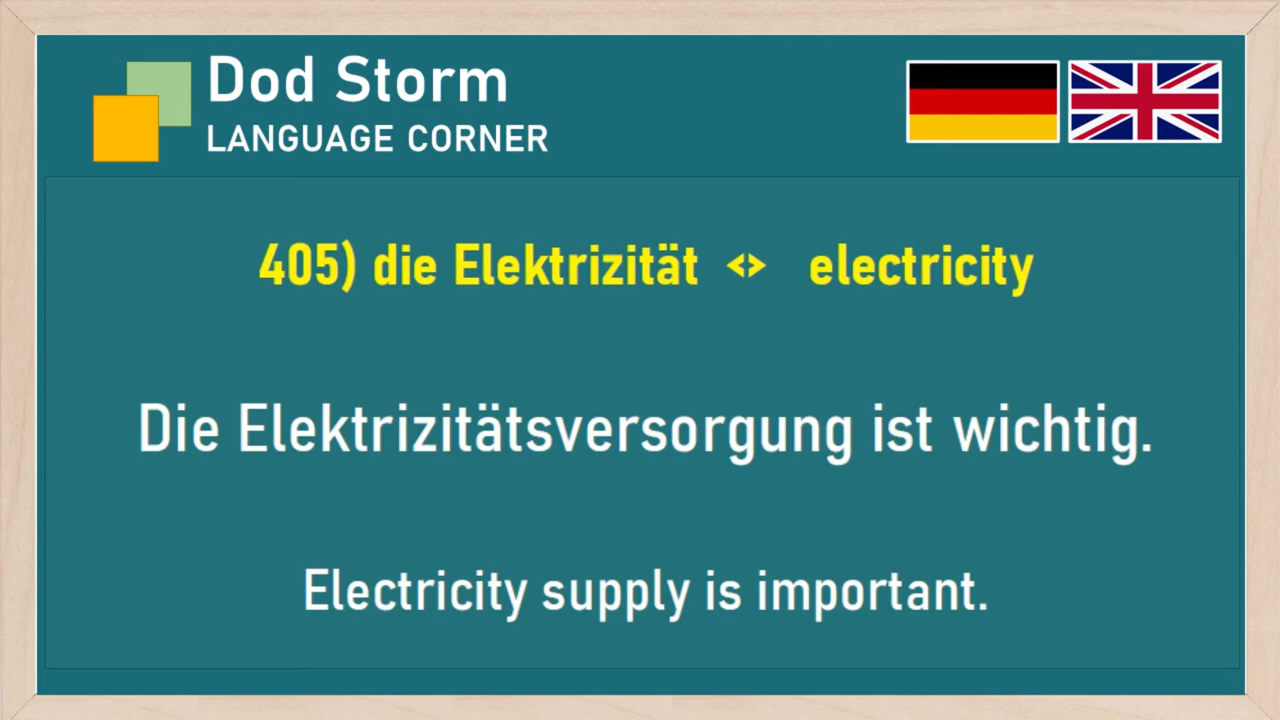 Dod Storm
LANGUAGE CORNER
405) die Elektrizität <> electricity
Die Elektrizitätsversorgung ist wichtig.
Electricity supply is important.